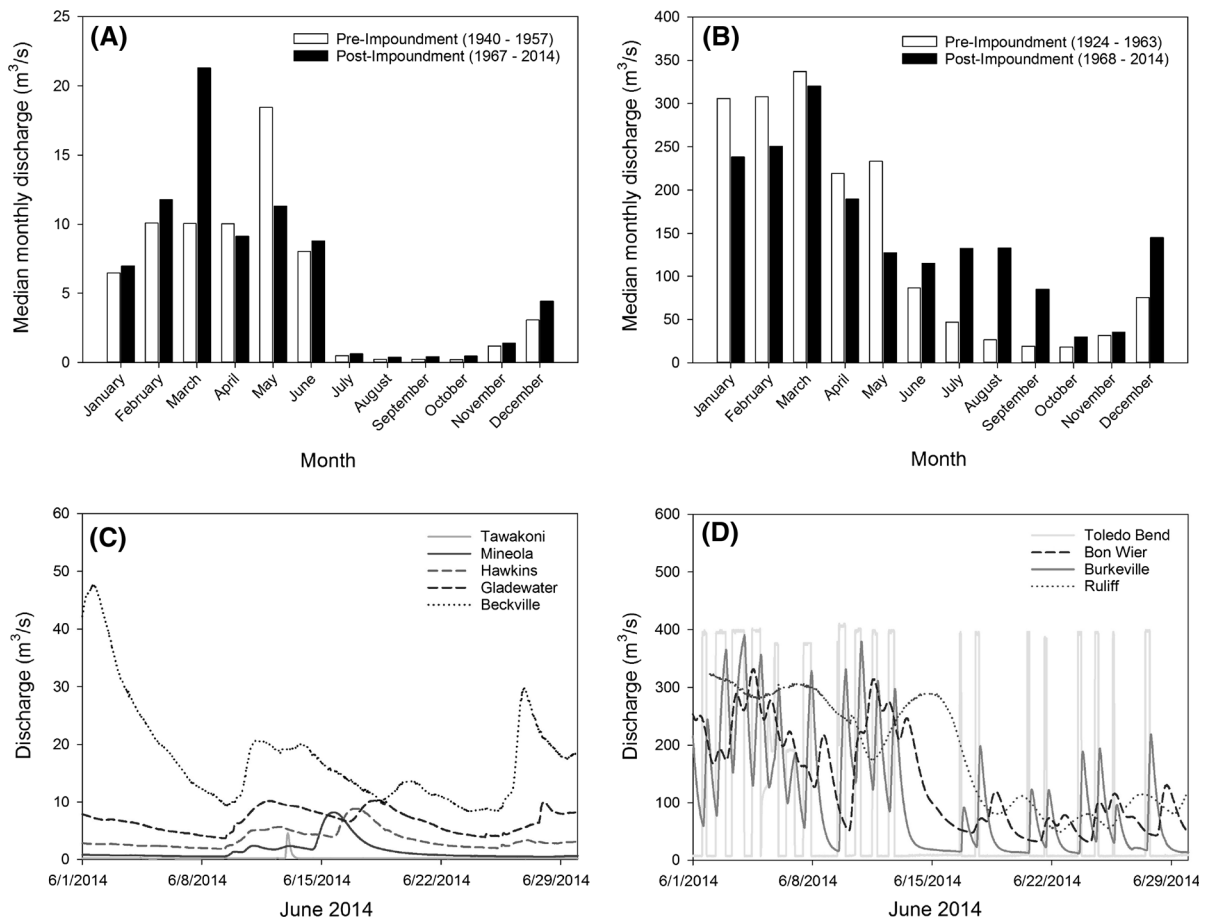 (A)
Pre-Impoundment (1940 - 1957)
Post-Impoundment (1967 - 2014)
Median monthly discharge (m³/s)
25
20
15
10
5
0
January
February
March
April
May
June
July
August
September
October
November
December
Month
(B)
Pre-Impoundment (1924 - 1963)
Post-Impoundment (1968 - 2014)
Median monthly discharge (m³/s)
400
350
300
250
200
150
100
50
0
January
February
March
April
May
June
July
August
September
October
November
December
Month
(C)
Tawakoni
Mineola
Hawkins
Gladewater
Beckville
Discharge (m³/s)
60
50
40
30
20
10
0
6/1/2014
6/8/2014
6/15/2014
6/22/2014
6/29/2014
June 2014
(D)
Toledo Bend
Bon Wier
Burkeville
Ruliff
Discharge (m³/s)
600
500
400
300
200
100
0
6/1/2014
6/8/2014
6/15/2014
6/22/2014
6/29/2014
June 2014